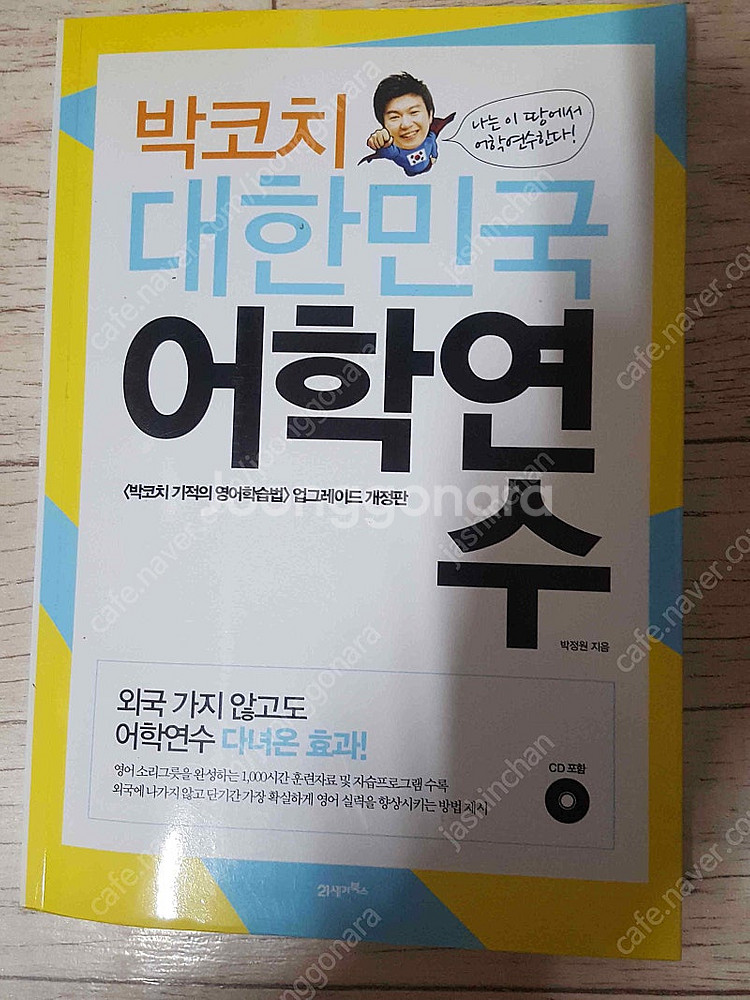 박코치
나는 이 땅에서
어학연수한다!
대한민국
어학연
수
<박코치 기적의 영어학습법> 업그레이드 개정판
박정원 지음
외국 가지 않고도
어학연수 다녀온 효과!
영어 소리그릇을 완성하는 1,000시간 훈련자료 및 자습프로그램 수록
외국에 나가지 않고 단기간 가장 확실하게 영어 실력을 향상시키는 방법 제시
CD 포함
21세기북스
Joonggonara
cafe.naver.com/joonggonara
jashinchan